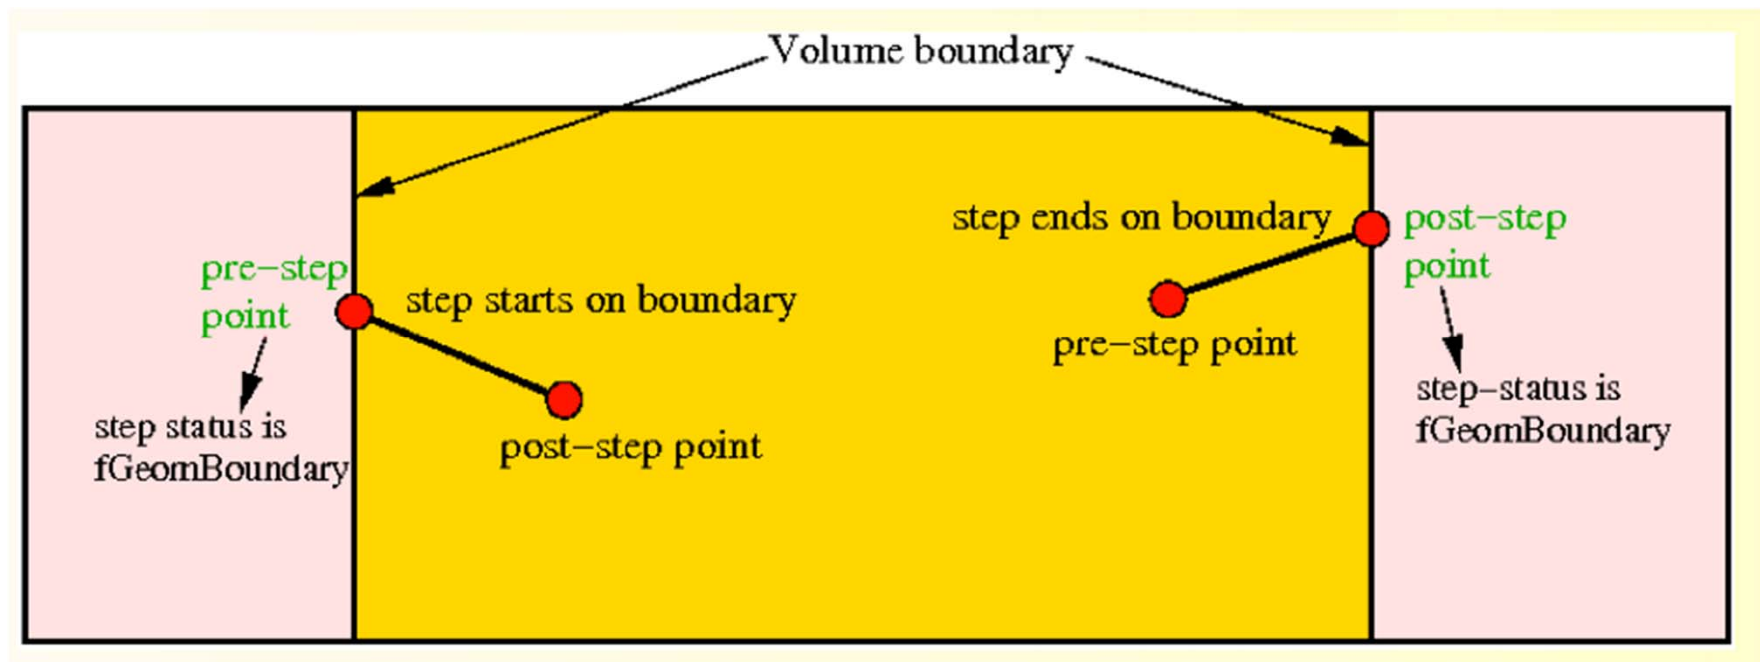 Volume boundary
pre−step
point
step starts on boundary
post−step point
step status is
fGeomBoundary
step ends on boundary
pre−step point
post−step
point
step−status is
fGeomBoundary